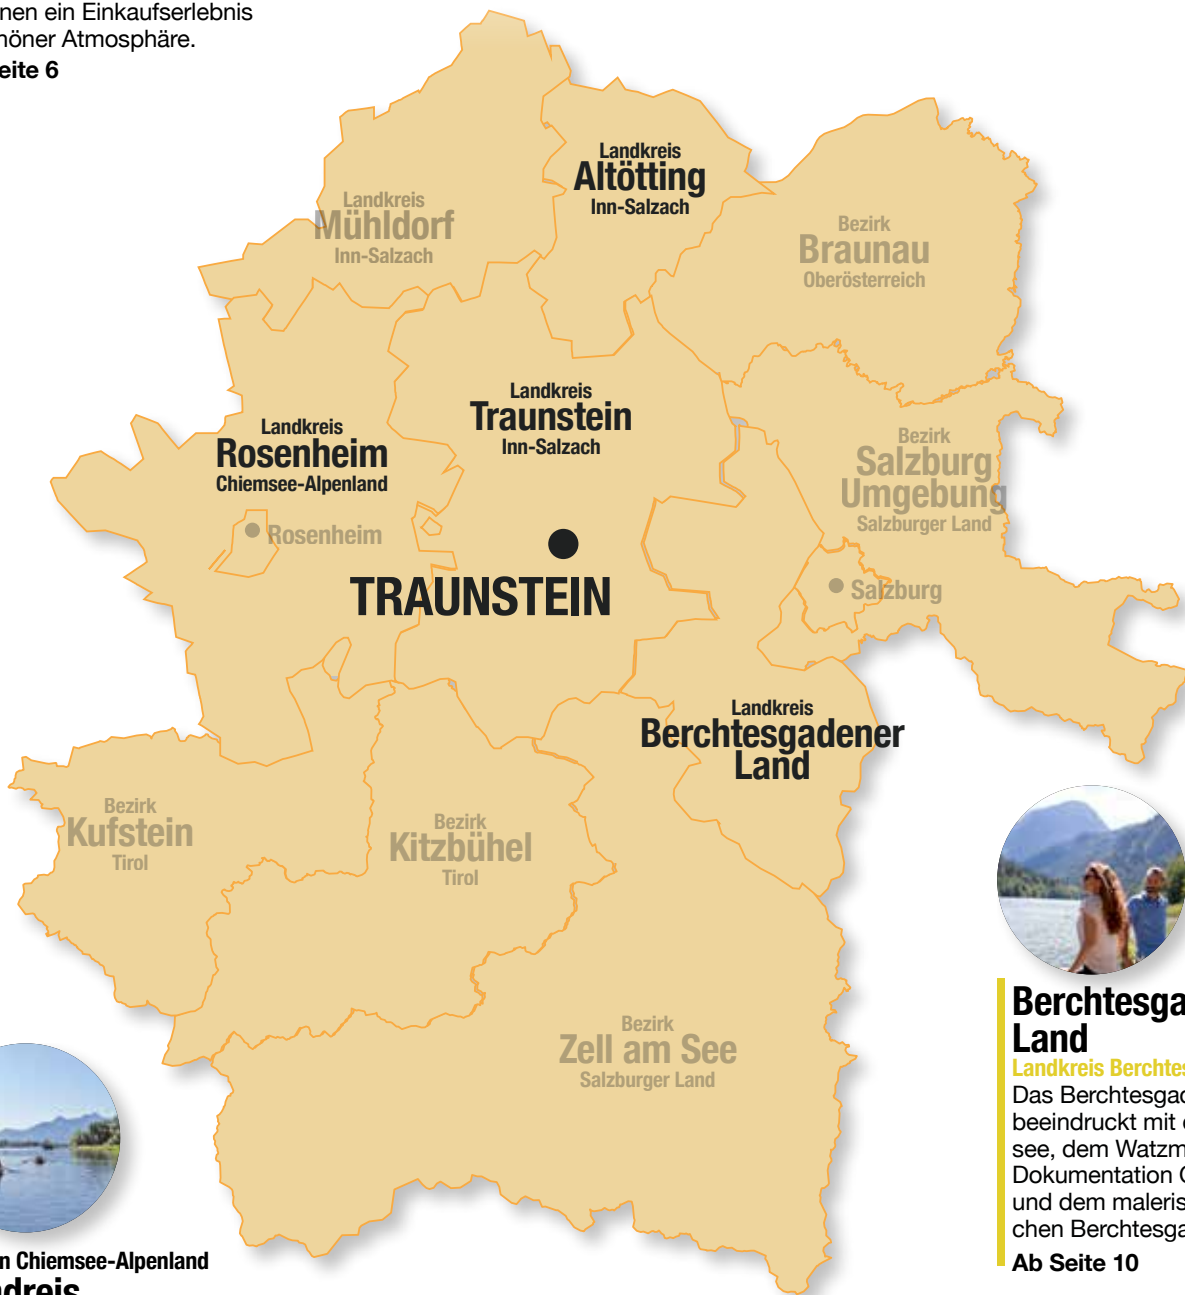 nen ein Einkaufserlebnis
höner Atmosphäre.
eite 6
Landkreis
Altötting
Inn-Salzach
Landkreis
Mühldorf
Inn-Salzach
Bezirk
Braunau
Oberösterreich
Landkreis
Traunstein
Inn-Salzach
Landkreis
Rosenheim
Chiemsee-Alpenland
Rosenheim
Bezirk
Salzburg
Umgebung
Salzburger Land
TRAUNSTEIN
Salzburg
Landkreis
Berchtesgadener
Land
Bezirk
Kufstein
Tirol
Bezirk
Kitzbühel
Tirol
Bezirk
Zell am See
Salzburger Land
Berchtesga
Land
Landkreis Berchtes
Das Berchtesgad
beeindruckt mit
see, dem Watzm
Dokumentation
und dem maleris
chen Berchtesga
Ab Seite 10
n Chiemsee-Alpenland
dreis